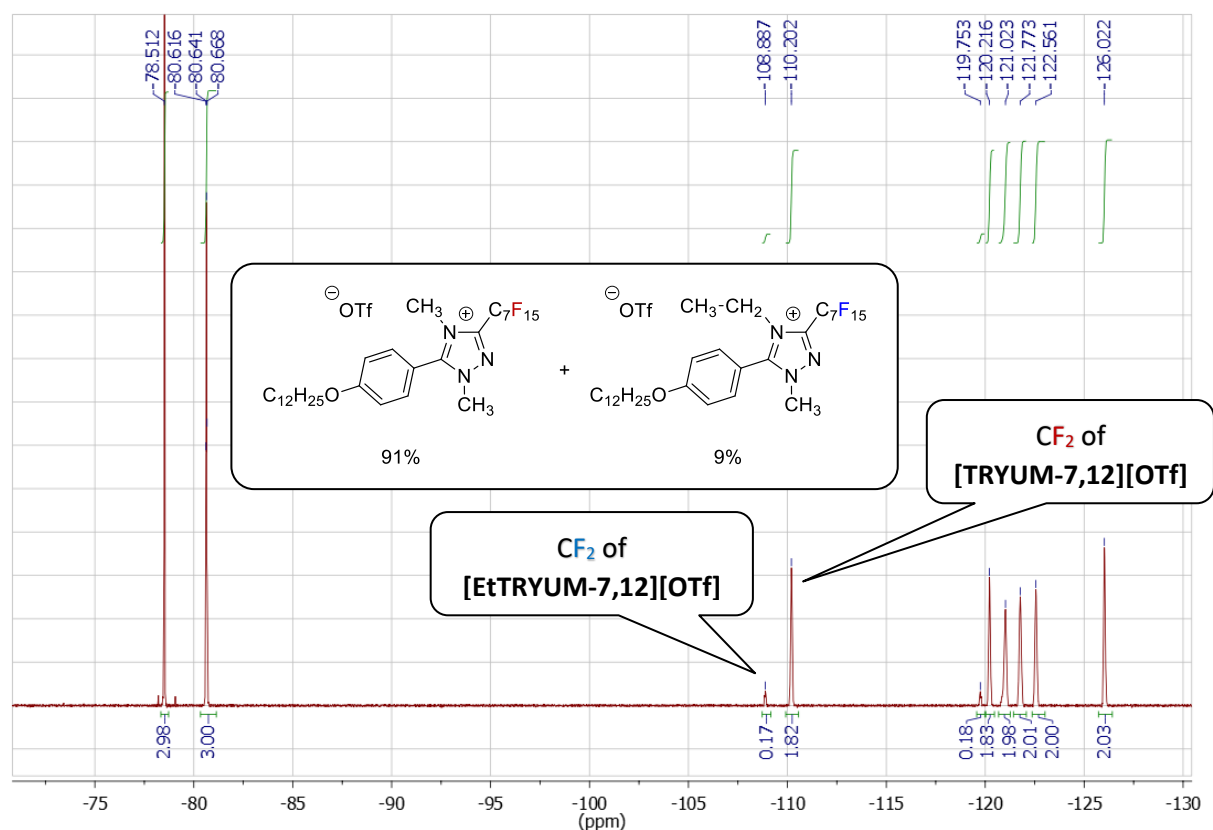 -78.512
-80.616
-80.641
-80.668
-108.887
-110.202
-119.753
-120.216
-121.023
-121.773
-122.561
-126.022
⊖
OTf
CH₃
C₇F₁₅
⊕
N
N
N
C₁₂H₂₅
O
CH₃
91%
+
⊖
OTf
CH₃-CH₂
C₇F₁₅
⊕
N
N
N
C₁₂H₂₅
O
CH₃
9%
CF₂ of
[TRYUM-7,12][OTf]
CF₂ of
[EtTRYUM-7,12][OTf]
2.98
3.00
0.17
1.82
0.18
1.83
1.98
2.01
2.00
2.03
-75 -80 -85 -90 -95 -100 -105 -110 -115 -120 -125 -130
(ppm)